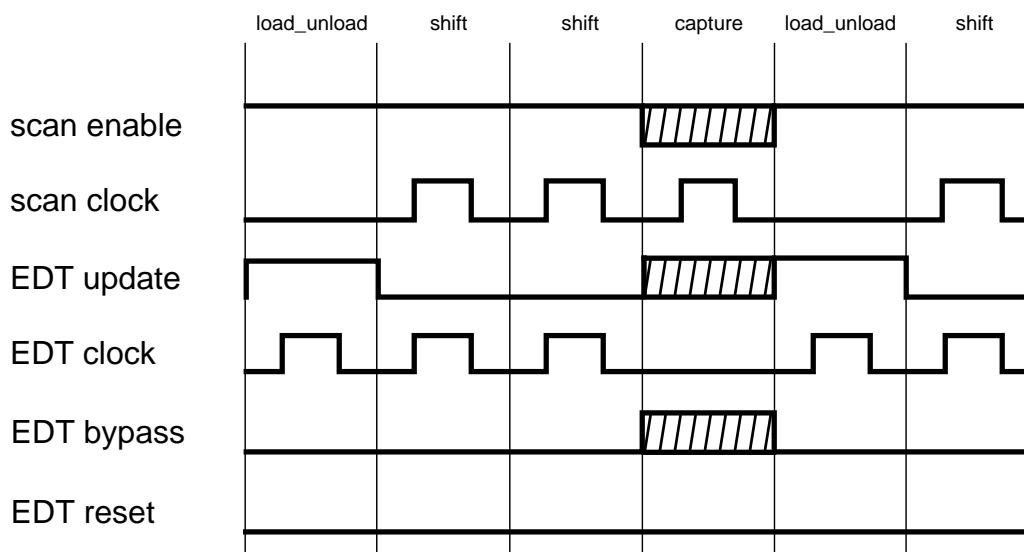 load_unload shift shift capture load_unload shift
scan enable
scan clock
EDT update
EDT clock
EDT bypass
EDT reset